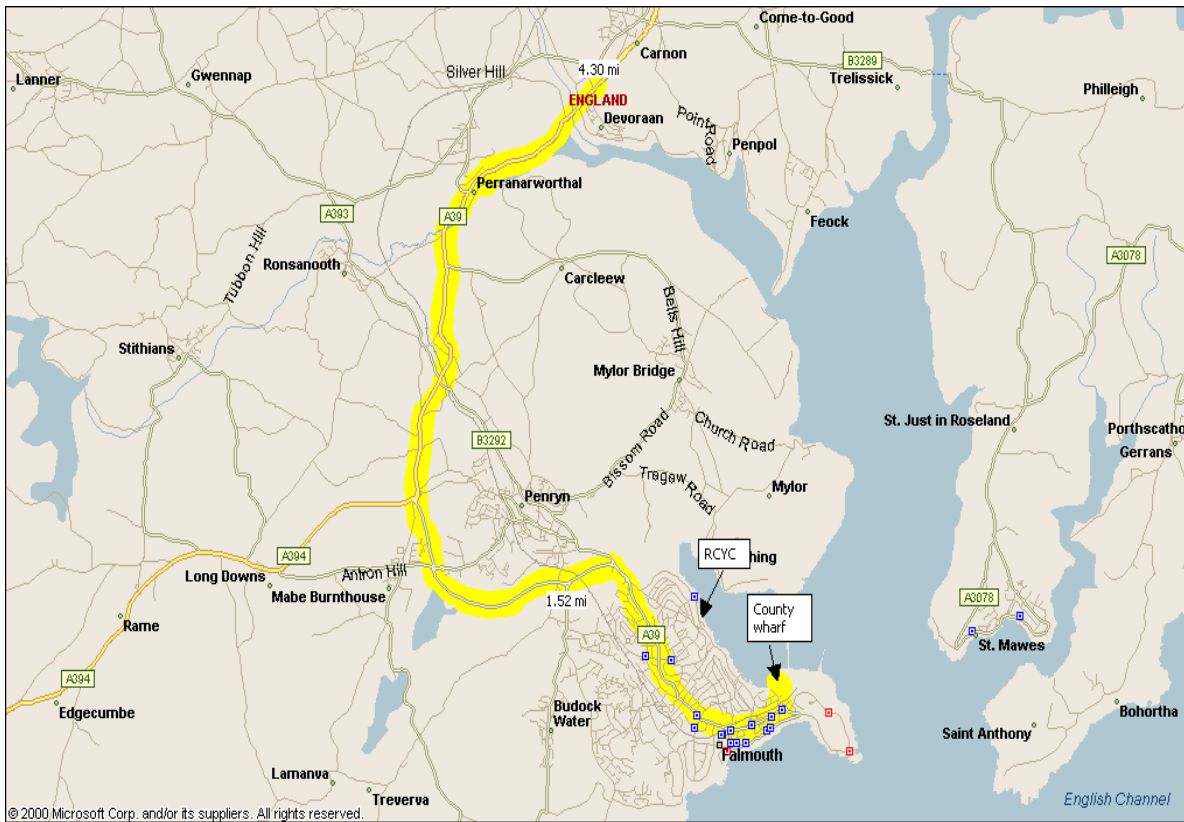 Come-to-Good
Carnon
Lanner
Gwennap
Silver Hill
4.30 mi
B3289
Trelissick
Philleigh
ENGLAND
Devoraan
Point Road
Penpol
Perranarworthal
A393
A39
Feock
Tubbon Hill
Ronsanooth
Carcleew
A3078
Bells Hill
Stithians
Mylor Bridge
St. Just in Roseland
Porthscatho
Gerrans
B3292
Bissom Road
Church Road
Tregew Road
Mylor
Penryn
A394
RCYC
hing
Long Downs
Antron Hill
Mabe Burnthouse
1.52 mi
County
wharf
A3078
Rame
A39
St. Mawes
A394
Edgecumbe
Budock
Water
Bohortha
Saint Anthony
Falmouth
Lamanva
Treverva
English Channel
© 2000 Microsoft Corp. and/or its suppliers. All rights reserved.